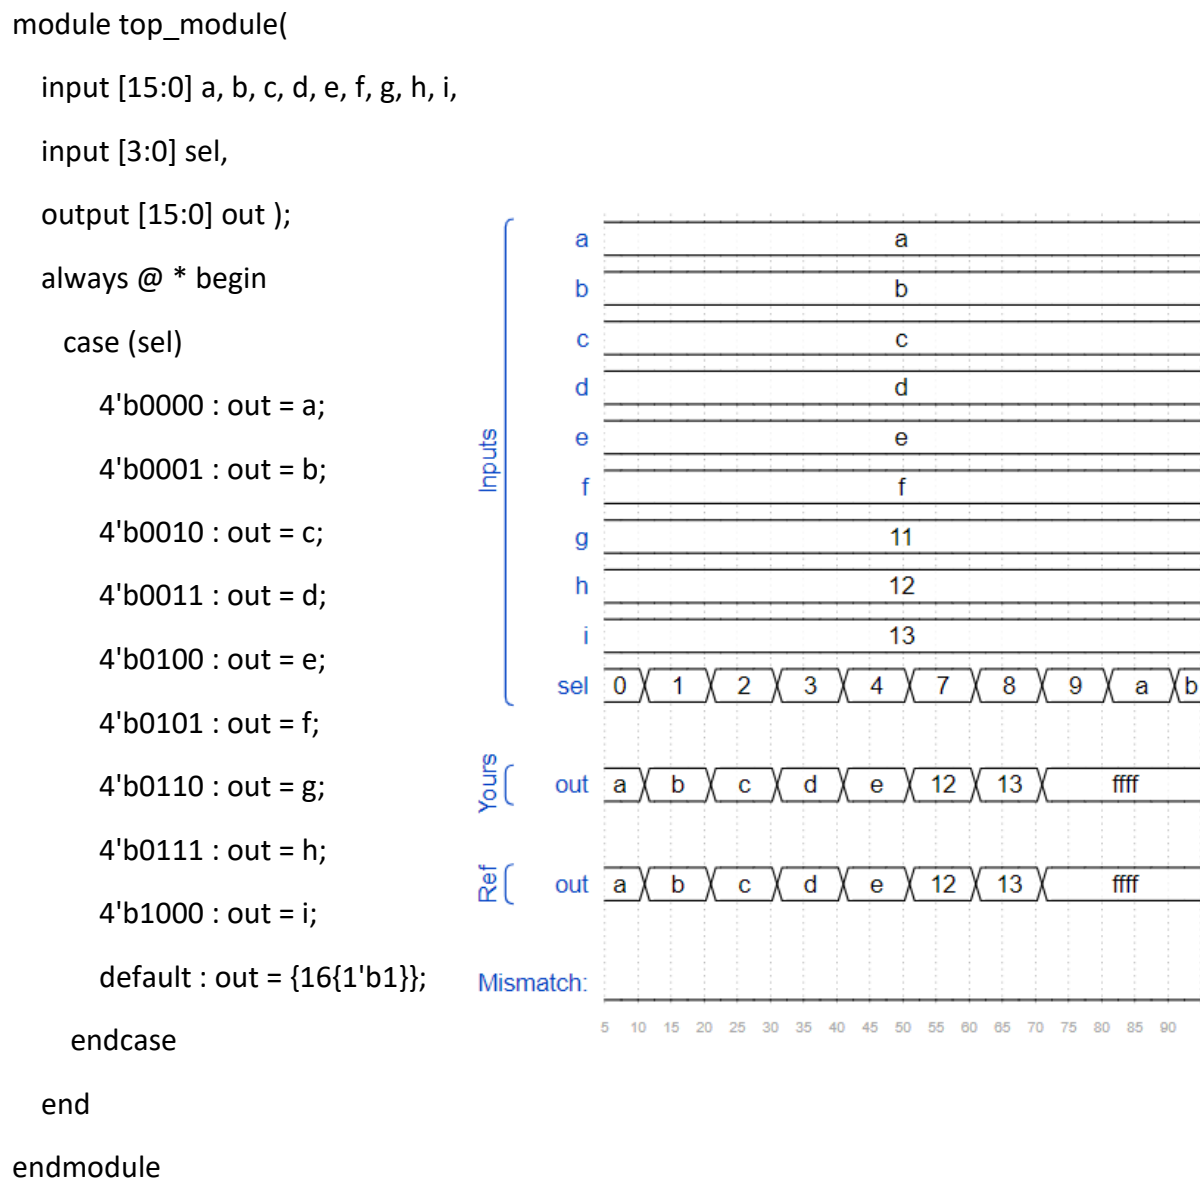 module top_module(
input [15:0] a, b, c, d, e, f, g, h, i,
input [3:0] sel,
output [15:0] out );
always @ * begin
case (sel)
4'b0000 : out = a;
4'b0001 : out = b;
4'b0010 : out = c;
4'b0011 : out = d;
4'b0100 : out = e;
4'b0101 : out = f;
4'b0110 : out = g;
4'b0111 : out = h;
4'b1000 : out = i;
default : out = {16{1'b1}};
endcase
end
endmodule
Inputs
a a
b b
c c
d d
e e
f f
g 11
h 12
i 13
sel 0 1 2 3 4 7 8 9 a b
Yours
out a b c d e 12 13 ffff
Ref
out a b c d e 12 13 ffff
Mismatch:
5 10 15 20 25 30 35 40 45 50 55 60 65 70 75 80 85 90